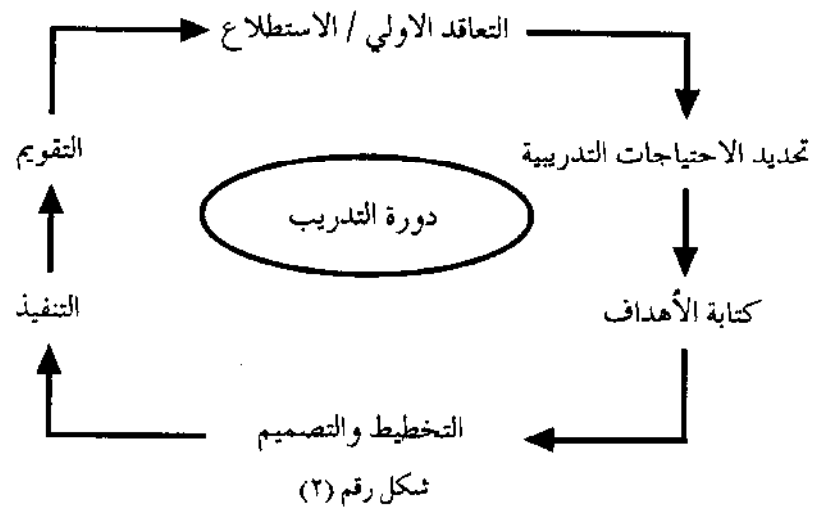 التعاقد الاولي / الاستطلاع
تحديد الاحتياجات التدريبية
التقويم
دورة التدريب
كتابة الأهداف
التنفيذ
التخطيط والتصميم
شكل رقم (٢)